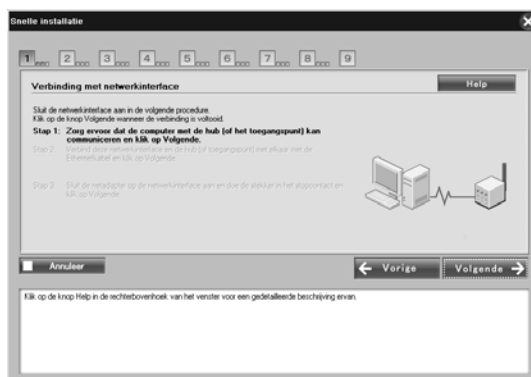 Snelle installatie
1 2 3 4 5 6 7 8 9
Verbinding met netwerkinterface
Help
Sluit de netwerkinterface aan in de volgende procedure.
Klik op de knop Volgende wanneer de verbinding is voltooid.
Stap 1: Zorg ervoor dat de computer met de hub (of het toegangspunt) kan
communiceren en klik op Volgende.
Stap 2: Verbind deze netwerkinterface en de hub (of toegangspunt) met elkaar met de
Ethernetkabel en klik op Volgende.
Stap 3: Sluit de netadapter op de netwerkinterface aan en doe de stekker in het stopcontact en
klik op Volgende.
Annuleer
Vorige
Volgende
Klik op de knop Help in de rechterbovenhoek van het venster voor een gedetailleerde beschrijving ervan.